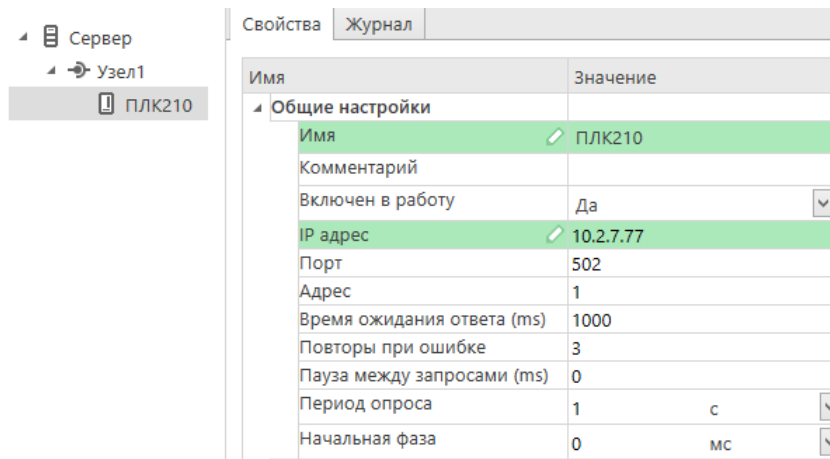 Сервер
Узел1
ПЛК210
Свойства Журнал
Имя Значение
Общие настройки
Имя ПЛК210
Комментарий
Включен в работу Да
IP адрес 10.2.7.77
Порт 502
Адрес 1
Время ожидания ответа (ms) 1000
Повторы при ошибке 3
Пауза между запросами (ms) 0
Период опроса 1 с
Начальная фаза 0 мс